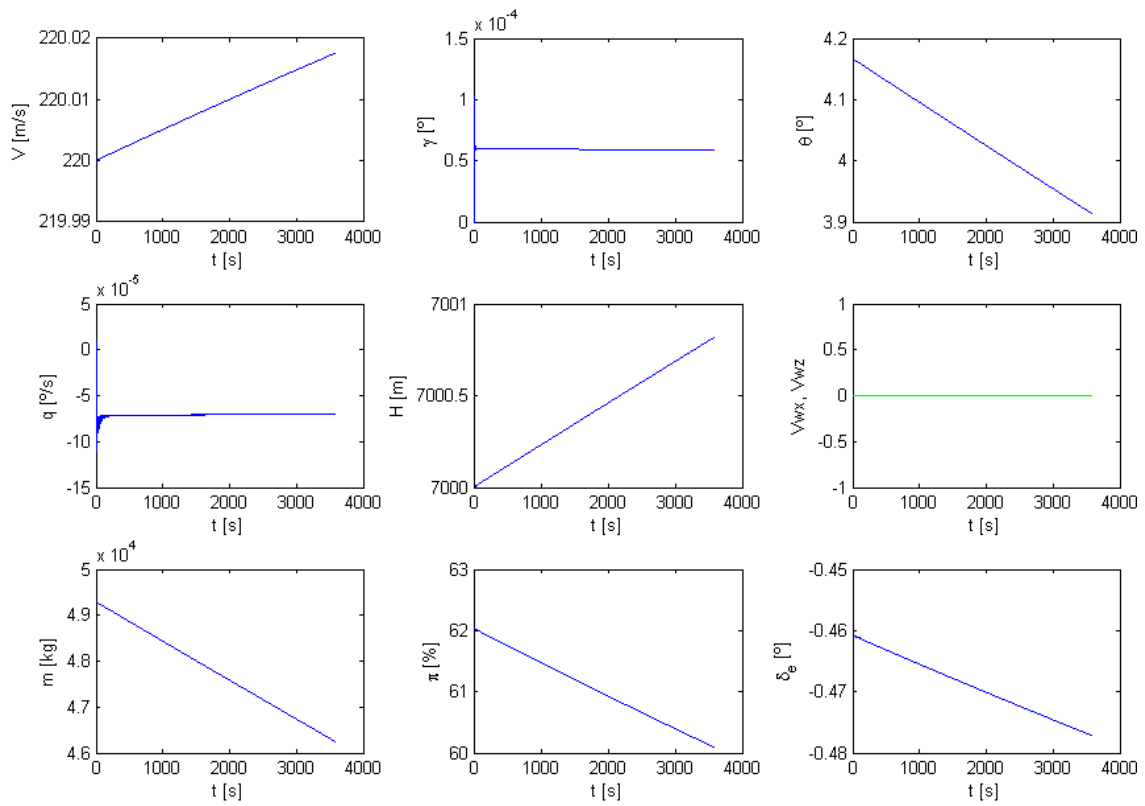 220.02
220.01
220
219.99
V [m/s]
0 1000 2000 3000 4000
t [s]
x 10⁻⁴
1.5
1
0.5
0
γ [º]
0 1000 2000 3000 4000
t [s]
4.2
4.1
4
3.9
θ [º]
0 1000 2000 3000 4000
t [s]
x 10⁻⁵
5
0
-5
-10
-15
q [º/s]
0 1000 2000 3000 4000
t [s]
7001
7000.5
7000
H [m]
0 1000 2000 3000 4000
t [s]
1
0.5
0
-0.5
-1
Vwx, Vwz
0 1000 2000 3000 4000
t [s]
x 10⁴
5
4.9
4.8
4.7
4.6
m [kg]
0 1000 2000 3000 4000
t [s]
63
62
61
60
π [%]
0 1000 2000 3000 4000
t [s]
-0.45
-0.46
-0.47
-0.48
δₑ [º]
0 1000 2000 3000 4000
t [s]